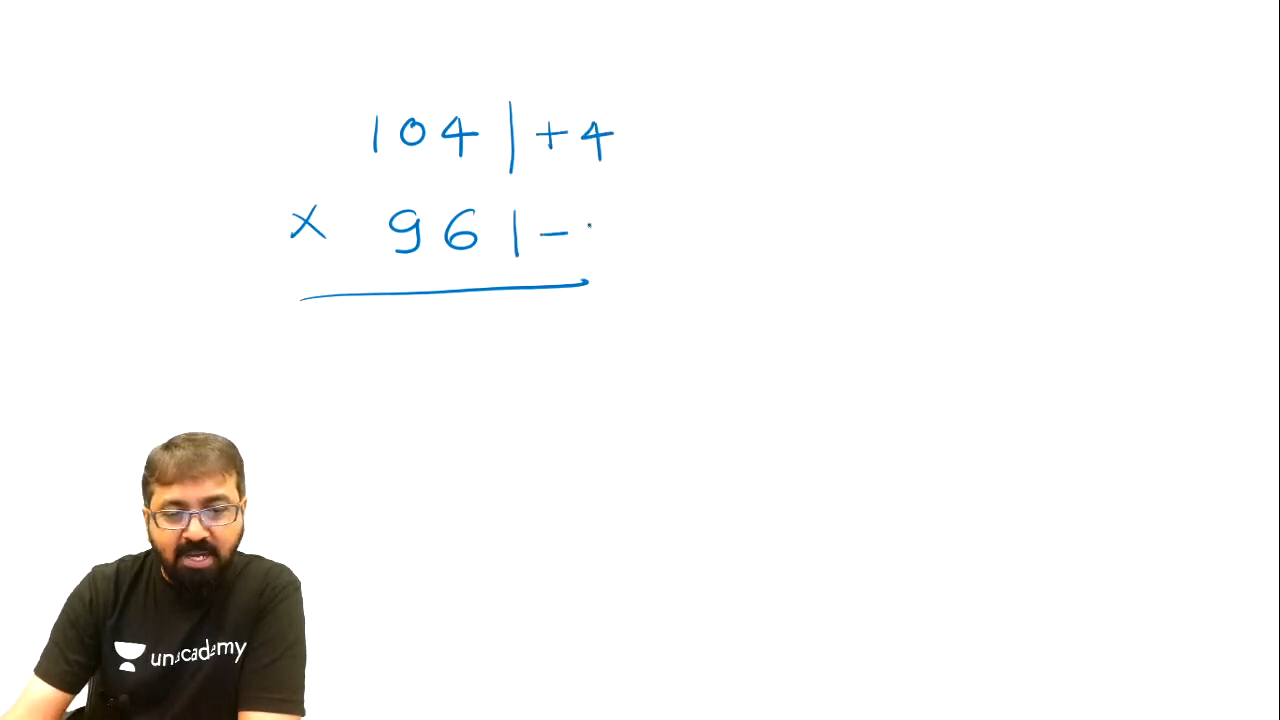 104 | +4
× 96 | -
unacademy